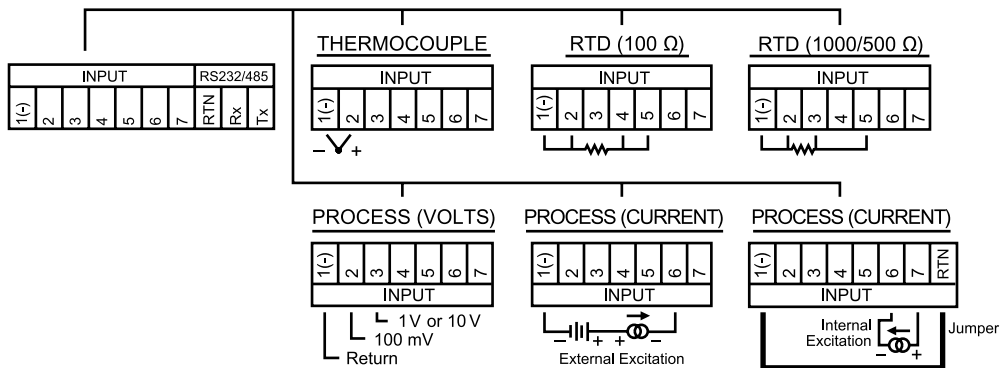 THERMOCOUPLE
RTD (100 Ω)
RTD (1000/500 Ω)
INPUT RS232/485
1(-) 2 3 4 5 6 7 RTN Rx Tx
INPUT
1(-) 2 3 4 5 6 7
− +
INPUT
1(-) 2 3 4 5 6 7
INPUT
1(-) 2 3 4 5 6 7
PROCESS (VOLTS)
PROCESS (CURRENT)
PROCESS (CURRENT)
1(-) 2 3 4 5 6 7
INPUT
1 V or 10 V
100 mV
Return
1(-) 2 3 4 5 6 7
INPUT
− + + −
External Excitation
1(-) 2 3 4 5 6 7 RTN
INPUT
Internal
Excitation
− +
Jumper